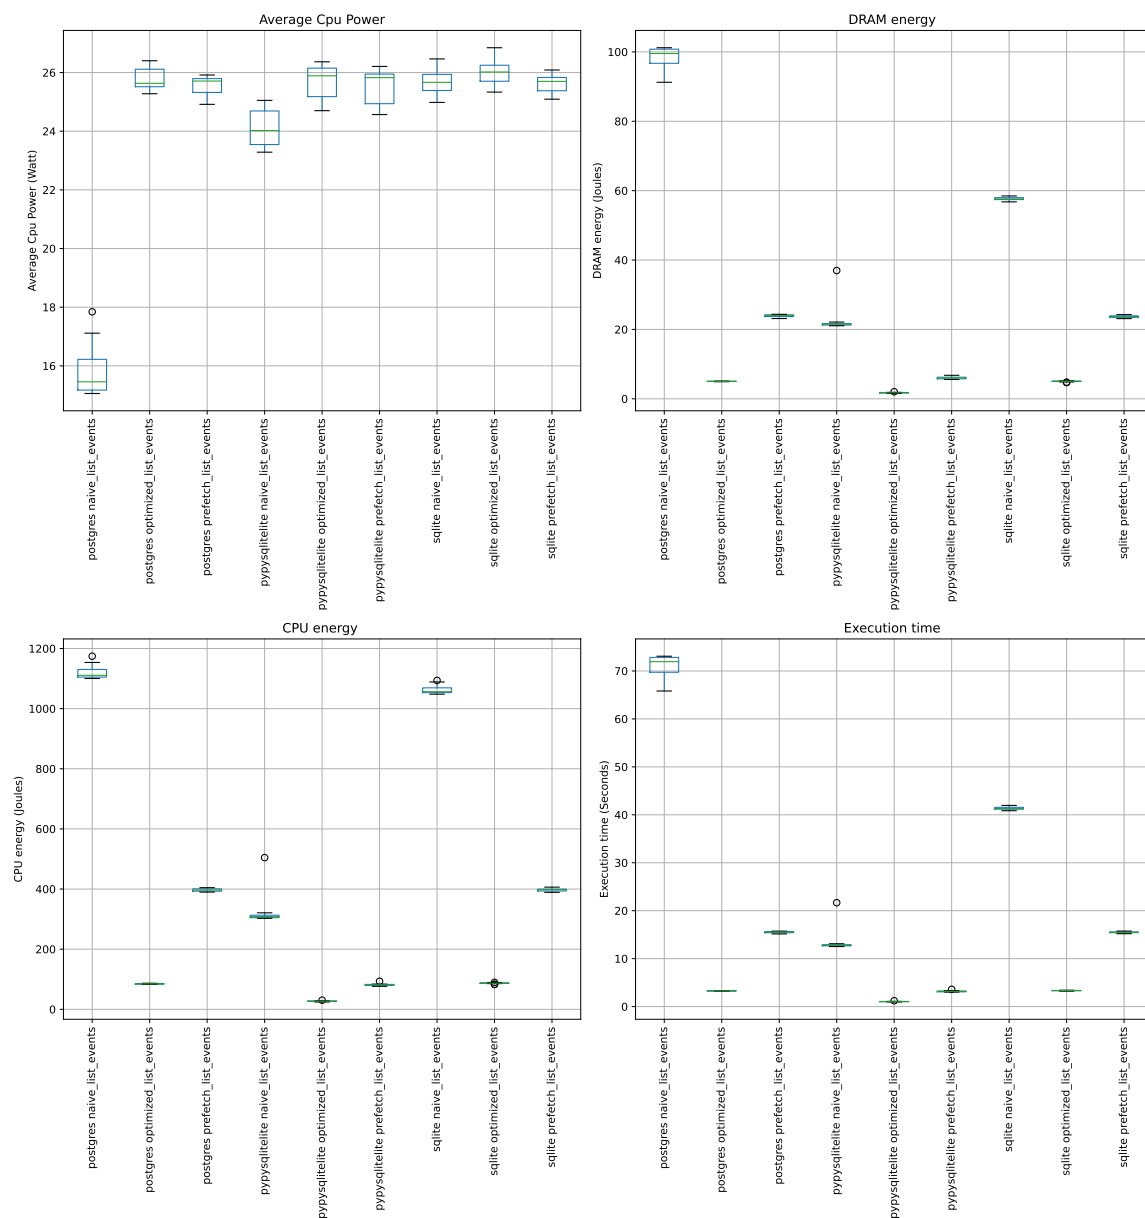 Average Cpu Power
Average Cpu Power (Watt)
26
24
22
20
18
16
postgres naive_list_events
postgres optimized_list_events
postgres prefetch_list_events
pypysqlitelite naive_list_events
pypysqlitelite optimized_list_events
pypysqlitelite prefetch_list_events
sqlite naive_list_events
sqlite optimized_list_events
sqlite prefetch_list_events
DRAM energy
DRAM energy (Joules)
100
80
60
40
20
0
postgres naive_list_events
postgres optimized_list_events
postgres prefetch_list_events
pypysqlitelite naive_list_events
pypysqlitelite optimized_list_events
pypysqlitelite prefetch_list_events
sqlite naive_list_events
sqlite optimized_list_events
sqlite prefetch_list_events
CPU energy
CPU energy (Joules)
1200
1000
800
600
400
200
0
postgres naive_list_events
postgres optimized_list_events
postgres prefetch_list_events
pypysqlitelite naive_list_events
pypysqlitelite optimized_list_events
pypysqlitelite prefetch_list_events
sqlite naive_list_events
sqlite optimized_list_events
sqlite prefetch_list_events
Execution time
Execution time (Seconds)
70
60
50
40
30
20
10
0
postgres naive_list_events
postgres optimized_list_events
postgres prefetch_list_events
pypysqlitelite naive_list_events
pypysqlitelite optimized_list_events
pypysqlitelite prefetch_list_events
sqlite naive_list_events
sqlite optimized_list_events
sqlite prefetch_list_events